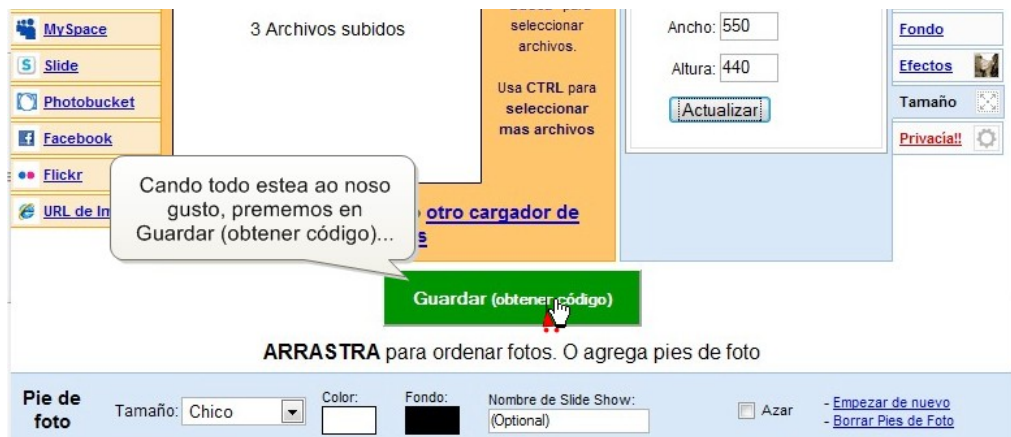 MySpace
Slide
Photobucket
Facebook
Flickr
URL de
3 Archivos subidos
seleccionar
archivos.
Usa CTRL para
seleccionar
mas archivos
otro cargador de
Ancho: 550
Altura: 440
Actualizar
Fondo
Efectos
Tamaño
Privacía!!
Cando todo estea ao noso
gusto, prememos en
Guardar (obtener código)...
Guardar (obtener código)
ARRASTRA para ordenar fotos. O agrega pies de foto
Pie de
foto
Tamaño: Chico
Color:
Fondo:
Nombre de Slide Show:
(Optional)
Azar
- Empezar de nuevo
- Borrar Pies de Foto